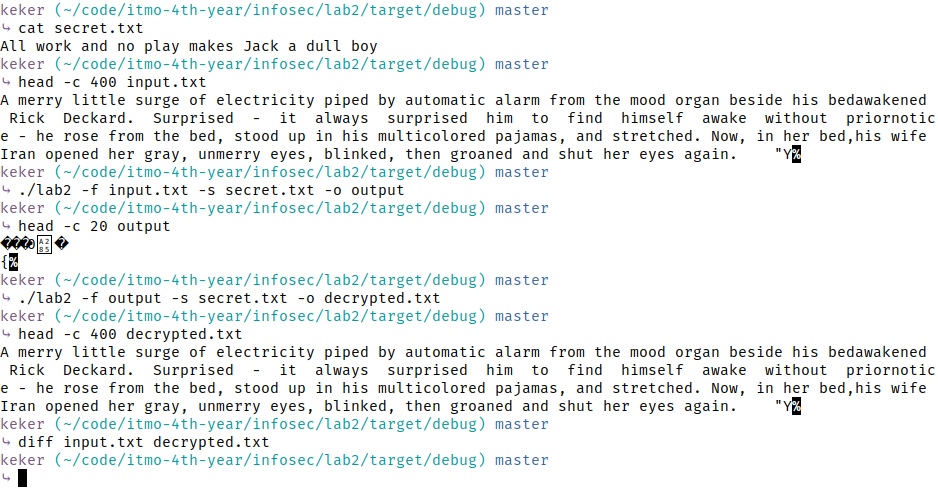 keker (~/code/itmo-4th-year/infosec/lab2/target/debug) master
↪ cat secret.txt
All work and no play makes Jack a dull boy
keker (~/code/itmo-4th-year/infosec/lab2/target/debug) master
↪ head -c 400 input.txt
A merry little surge of electricity piped by automatic alarm from the mood organ beside his bedawakened
 Rick  Deckard.  Surprised  -  it  always  surprised  him  to  find  himself  awake  without  priornotic
e - he rose from the bed, stood up in his multicolored pajamas, and stretched. Now, in her bed,his wife
Iran opened her gray, unmerry eyes, blinked, then groaned and shut her eyes again.    "Y%
keker (~/code/itmo-4th-year/infosec/lab2/target/debug) master
↪ ./lab2 -f input.txt -s secret.txt -o output
keker (~/code/itmo-4th-year/infosec/lab2/target/debug) master
↪ head -c 20 output
{%
keker (~/code/itmo-4th-year/infosec/lab2/target/debug) master
↪ ./lab2 -f output -s secret.txt -o decrypted.txt
keker (~/code/itmo-4th-year/infosec/lab2/target/debug) master
↪ head -c 400 decrypted.txt
A merry little surge of electricity piped by automatic alarm from the mood organ beside his bedawakened
 Rick  Deckard.  Surprised  -  it  always  surprised  him  to  find  himself  awake  without  priornotic
e - he rose from the bed, stood up in his multicolored pajamas, and stretched. Now, in her bed,his wife
Iran opened her gray, unmerry eyes, blinked, then groaned and shut her eyes again.    "Y%
keker (~/code/itmo-4th-year/infosec/lab2/target/debug) master
↪ diff input.txt decrypted.txt
keker (~/code/itmo-4th-year/infosec/lab2/target/debug) master
↪